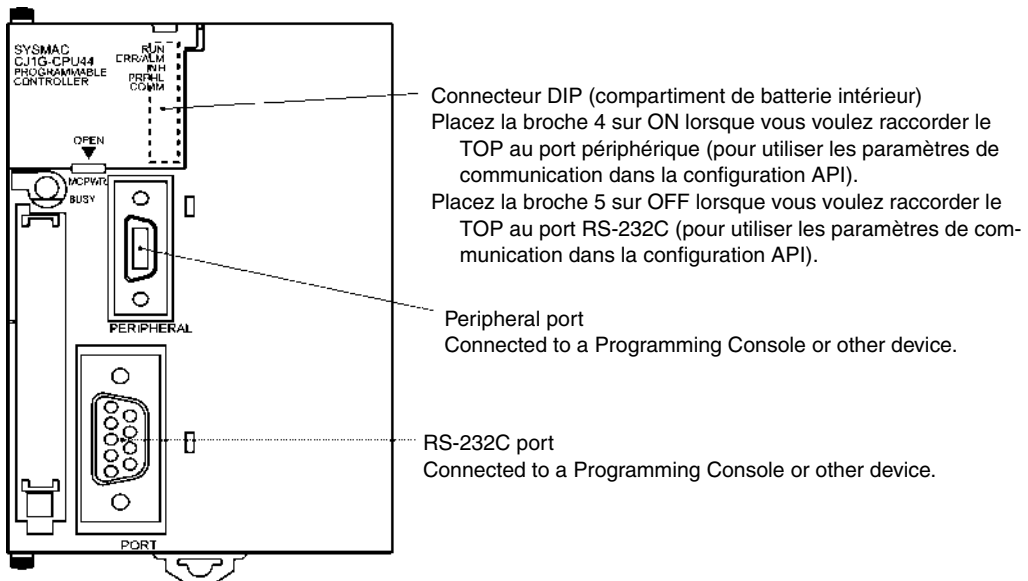 SYSMAC
CJ1G-CPU44
PROGRAMMABLE
CONTROLLER
RUN
ERR/ALM
INH
PRPHL
COMM
OPEN
MCPWR
BUSY
PERIPHERAL
PORT
Connecteur DIP (compartiment de batterie intérieur)
Placez la broche 4 sur ON lorsque vous voulez raccorder le
TOP au port périphérique (pour utiliser les paramètres de
communication dans la configuration API).
Placez la broche 5 sur OFF lorsque vous voulez raccorder le
TOP au port RS-232C (pour utiliser les paramètres de com-
munication dans la configuration API).
Peripheral port
Connected to a Programming Console or other device.
RS-232C port
Connected to a Programming Console or other device.